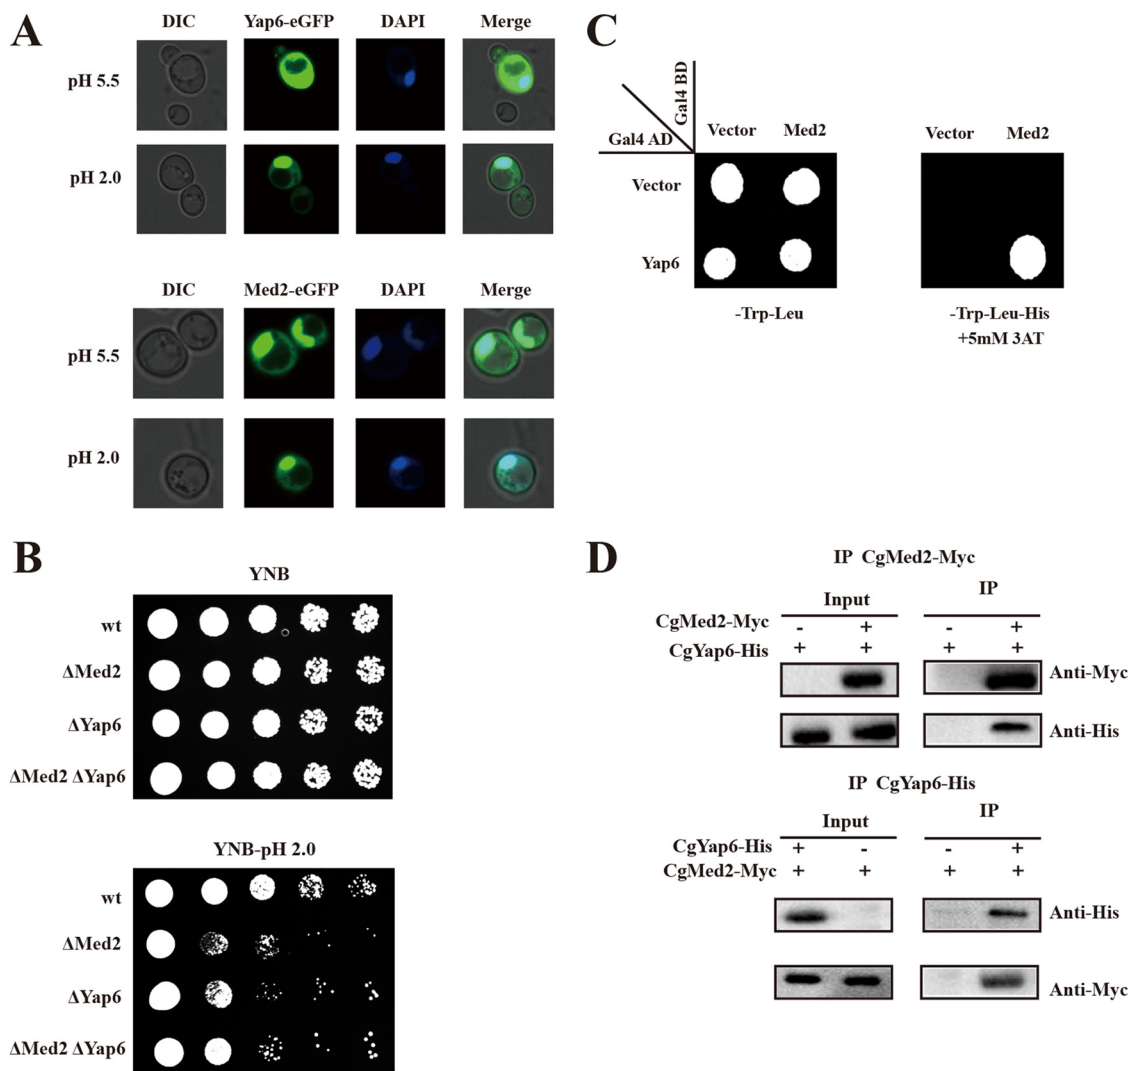 A
DIC Yap6-eGFP DAPI Merge
pH 5.5
pH 2.0
DIC Med2-eGFP DAPI Merge
pH 5.5
pH 2.0
B
YNB
wt
ΔMed2
ΔYap6
ΔMed2 ΔYap6
YNB-pH 2.0
wt
ΔMed2
ΔYap6
ΔMed2 ΔYap6
C
Gal4 BD
Gal4 AD
Vector Med2
Vector Med2
Vector
Yap6
-Trp-Leu
-Trp-Leu-His
+5mM 3AT
D
IP CgMed2-Myc
Input IP
CgMed2-Myc - + - +
CgYap6-His + + + +
Anti-Myc
Anti-His
IP CgYap6-His
Input IP
CgYap6-His + - - +
CgMed2-Myc + + + +
Anti-His
Anti-Myc